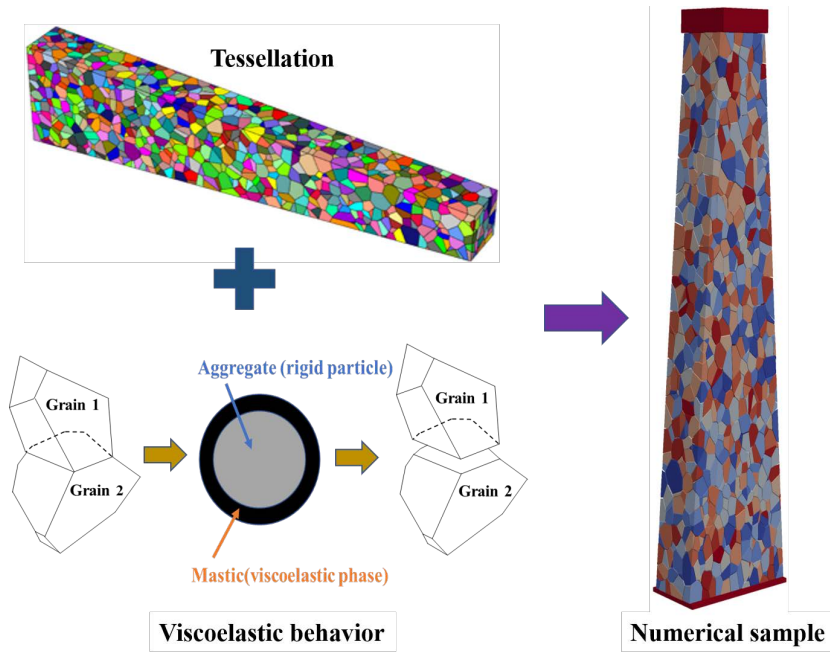 Tessellation
Aggregate (rigid particle)
Grain 1
Grain 2
Grain 1
Grain 2
Mastic(viscoelastic phase)
Viscoelastic behavior
Numerical sample